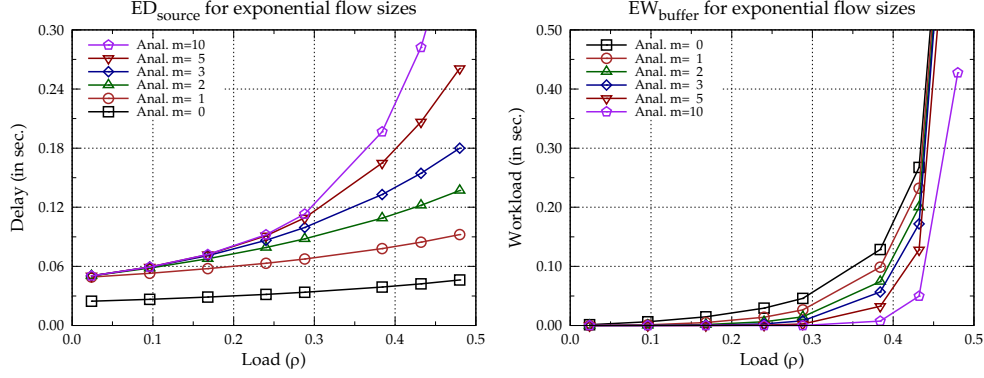 ED_source for exponential flow sizes
0.30
0.24
0.18
0.12
0.06
0.00
Delay (in sec.)
Anal. m=10
Anal. m= 5
Anal. m= 3
Anal. m= 2
Anal. m= 1
Anal. m= 0
0.0 0.1 0.2 0.3 0.4 0.5
Load (ρ)
EW_buffer for exponential flow sizes
0.50
0.40
0.30
0.20
0.10
0.00
Workload (in sec.)
Anal. m= 0
Anal. m= 1
Anal. m= 2
Anal. m= 3
Anal. m= 5
Anal. m=10
0.0 0.1 0.2 0.3 0.4 0.5
Load (ρ)